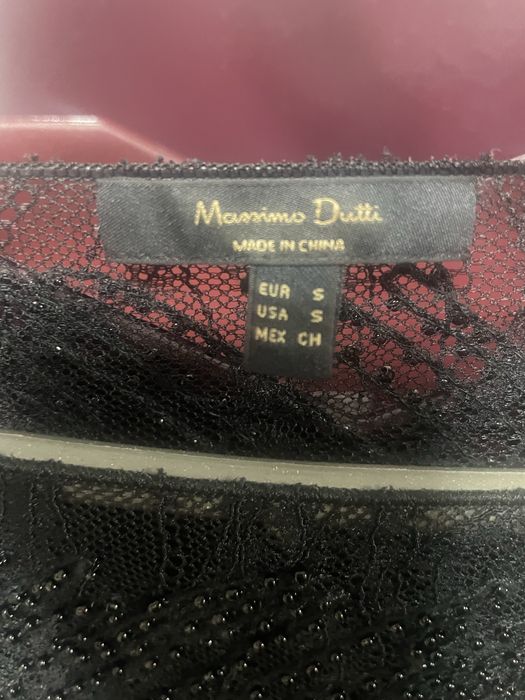 Massimo Dutti
MADE IN CHINA
EUR S
USA S
MEX CH